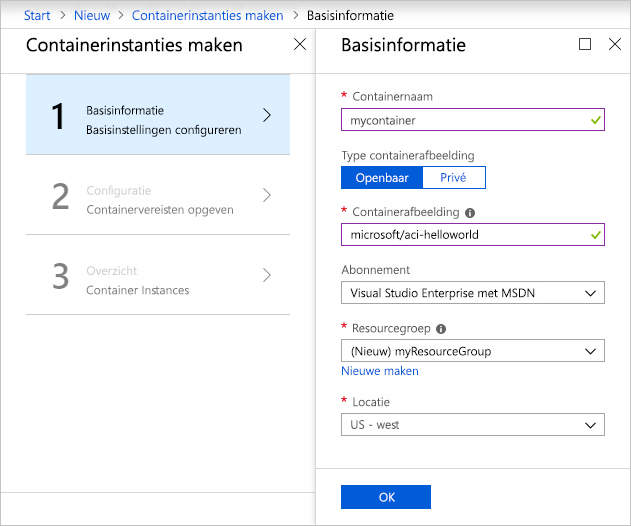 Start > Nieuw > Containerinstanties maken > Basisinformatie
Containerinstanties maken
1
Basisinformatie
Basisinstellingen configureren
2
Configuratie
Containervereisten opgeven
3
Overzicht
Container Instances
Basisinformatie
* Containernaam
mycontainer
Type containerafbeelding
Openbaar Privé
* Containerafbeelding
microsoft/aci-helloworld
Abonnement
Visual Studio Enterprise met MSDN
* Resourcegroep
(Nieuw) myResourceGroup
Nieuwe maken
* Locatie
US - west
OK